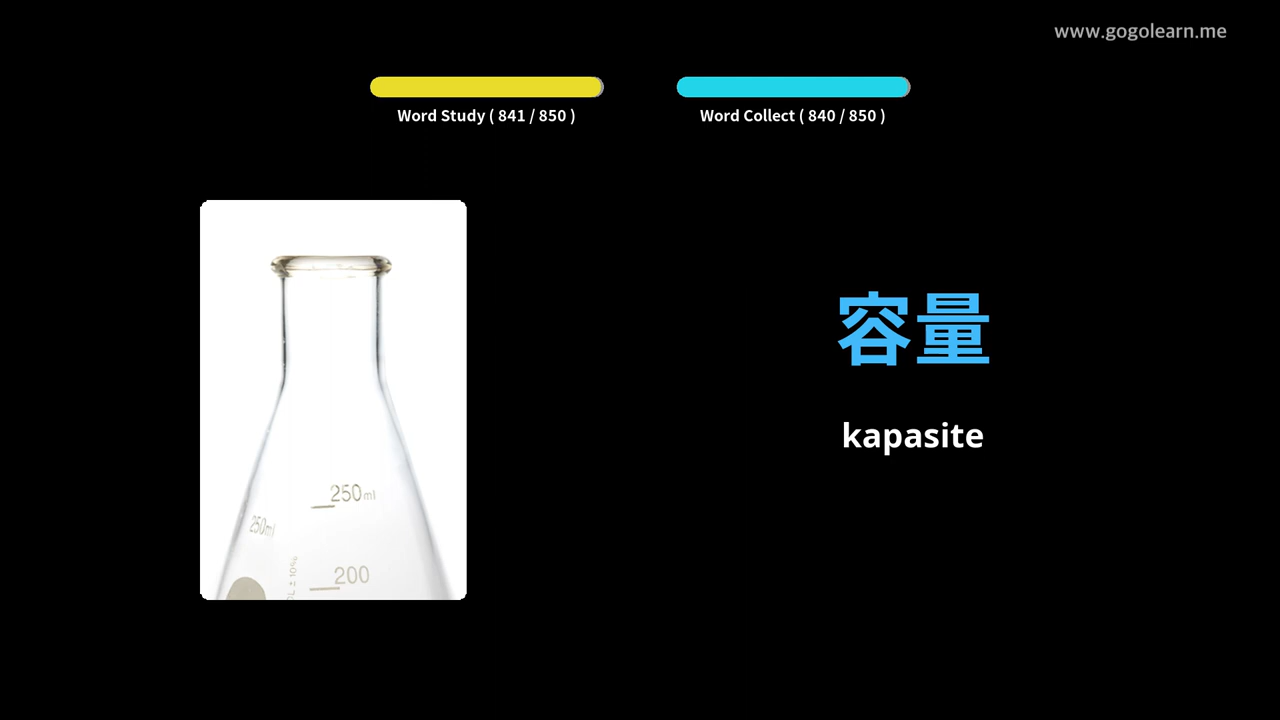 www.gogolearn.me
Word Study ( 841 / 850 )
Word Collect ( 840 / 850 )
容量
kapasite
250ml
250ml
200